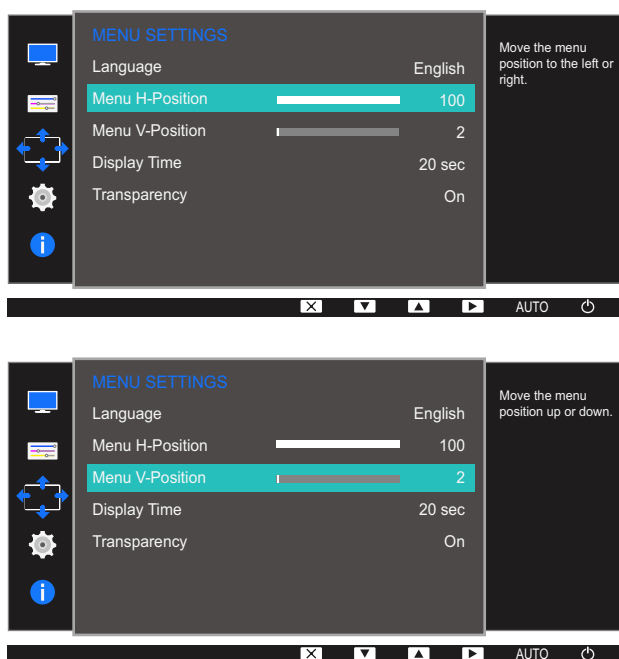 MENU SETTINGS
Language English
Menu H-Position 100
Menu V-Position 2
Display Time 20 sec
Transparency On
Move the menu
position to the left or
right.
AUTO
MENU SETTINGS
Language English
Menu H-Position 100
Menu V-Position 2
Display Time 20 sec
Transparency On
Move the menu
position up or down.
AUTO